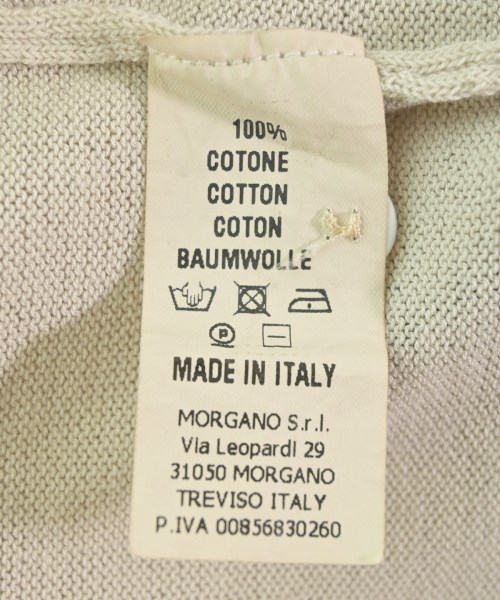 100%
COTONE
COTTON
COTON
BAUMWOLLE
P
MADE IN ITALY
MORGANO S.r.l.
Via Leopardi 29
31050 MORGANO
TREVISO ITALY
P.IVA 00856830260